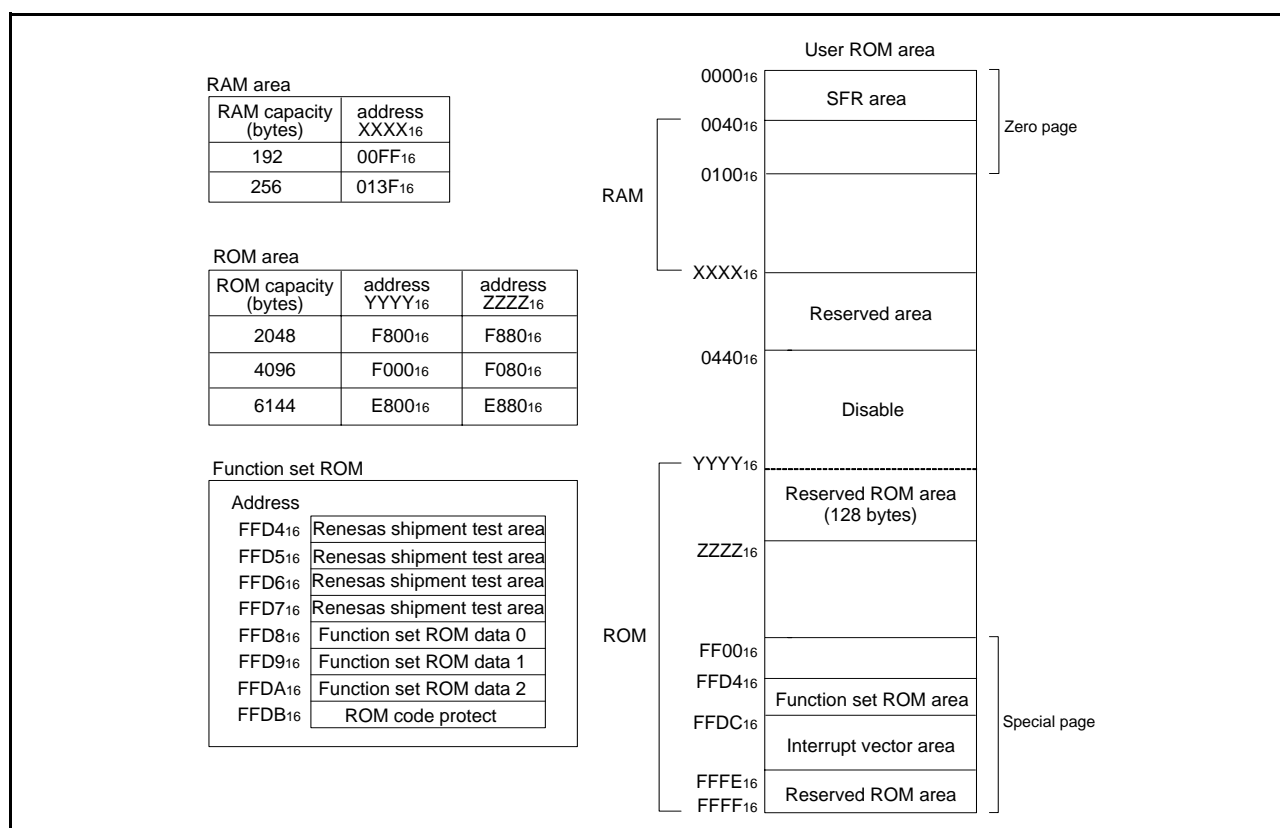 RAM area
RAM capacity (bytes) address XXXX16
192 00FF16
256 013F16
ROM area
ROM capacity (bytes) address YYYY16 address ZZZZ16
2048 F80016 F88016
4096 F00016 F08016
6144 E80016 E88016
Function set ROM
Address
FFD416 Renesas shipment test area
FFD516 Renesas shipment test area
FFD616 Renesas shipment test area
FFD716 Renesas shipment test area
FFD816 Function set ROM data 0
FFD916 Function set ROM data 1
FFDA16 Function set ROM data 2
FFDB16 ROM code protect
User ROM area
000016
SFR area
004016
Zero page
010016
RAM
XXXX16
Reserved area
044016
Disable
YYYY16
Reserved ROM area
(128 bytes)
ZZZZ16
ROM
FF0016
FFD416
Function set ROM area
FFDC16
Special page
Interrupt vector area
FFFE16
Reserved ROM area
FFFF16